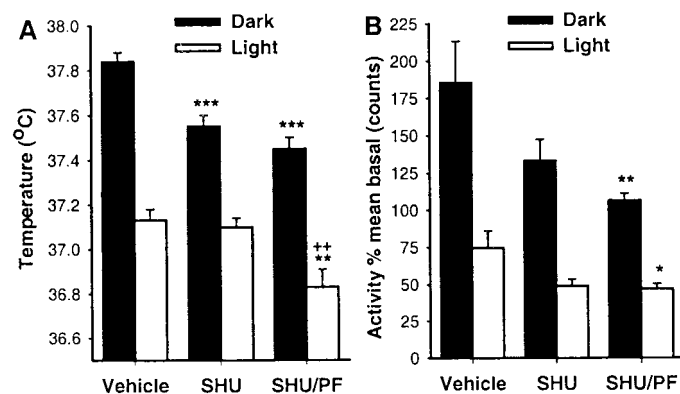 A
Dark
Light
Temperature (°C)
38.0
37.8
37.6
37.4
37.2
37.0
36.8
36.6
***
***
++
**
Vehicle
SHU
SHU/PF
B
Dark
Light
Activity % mean basal (counts)
225
200
175
150
125
100
75
50
25
0
**
*
Vehicle
SHU
SHU/PF